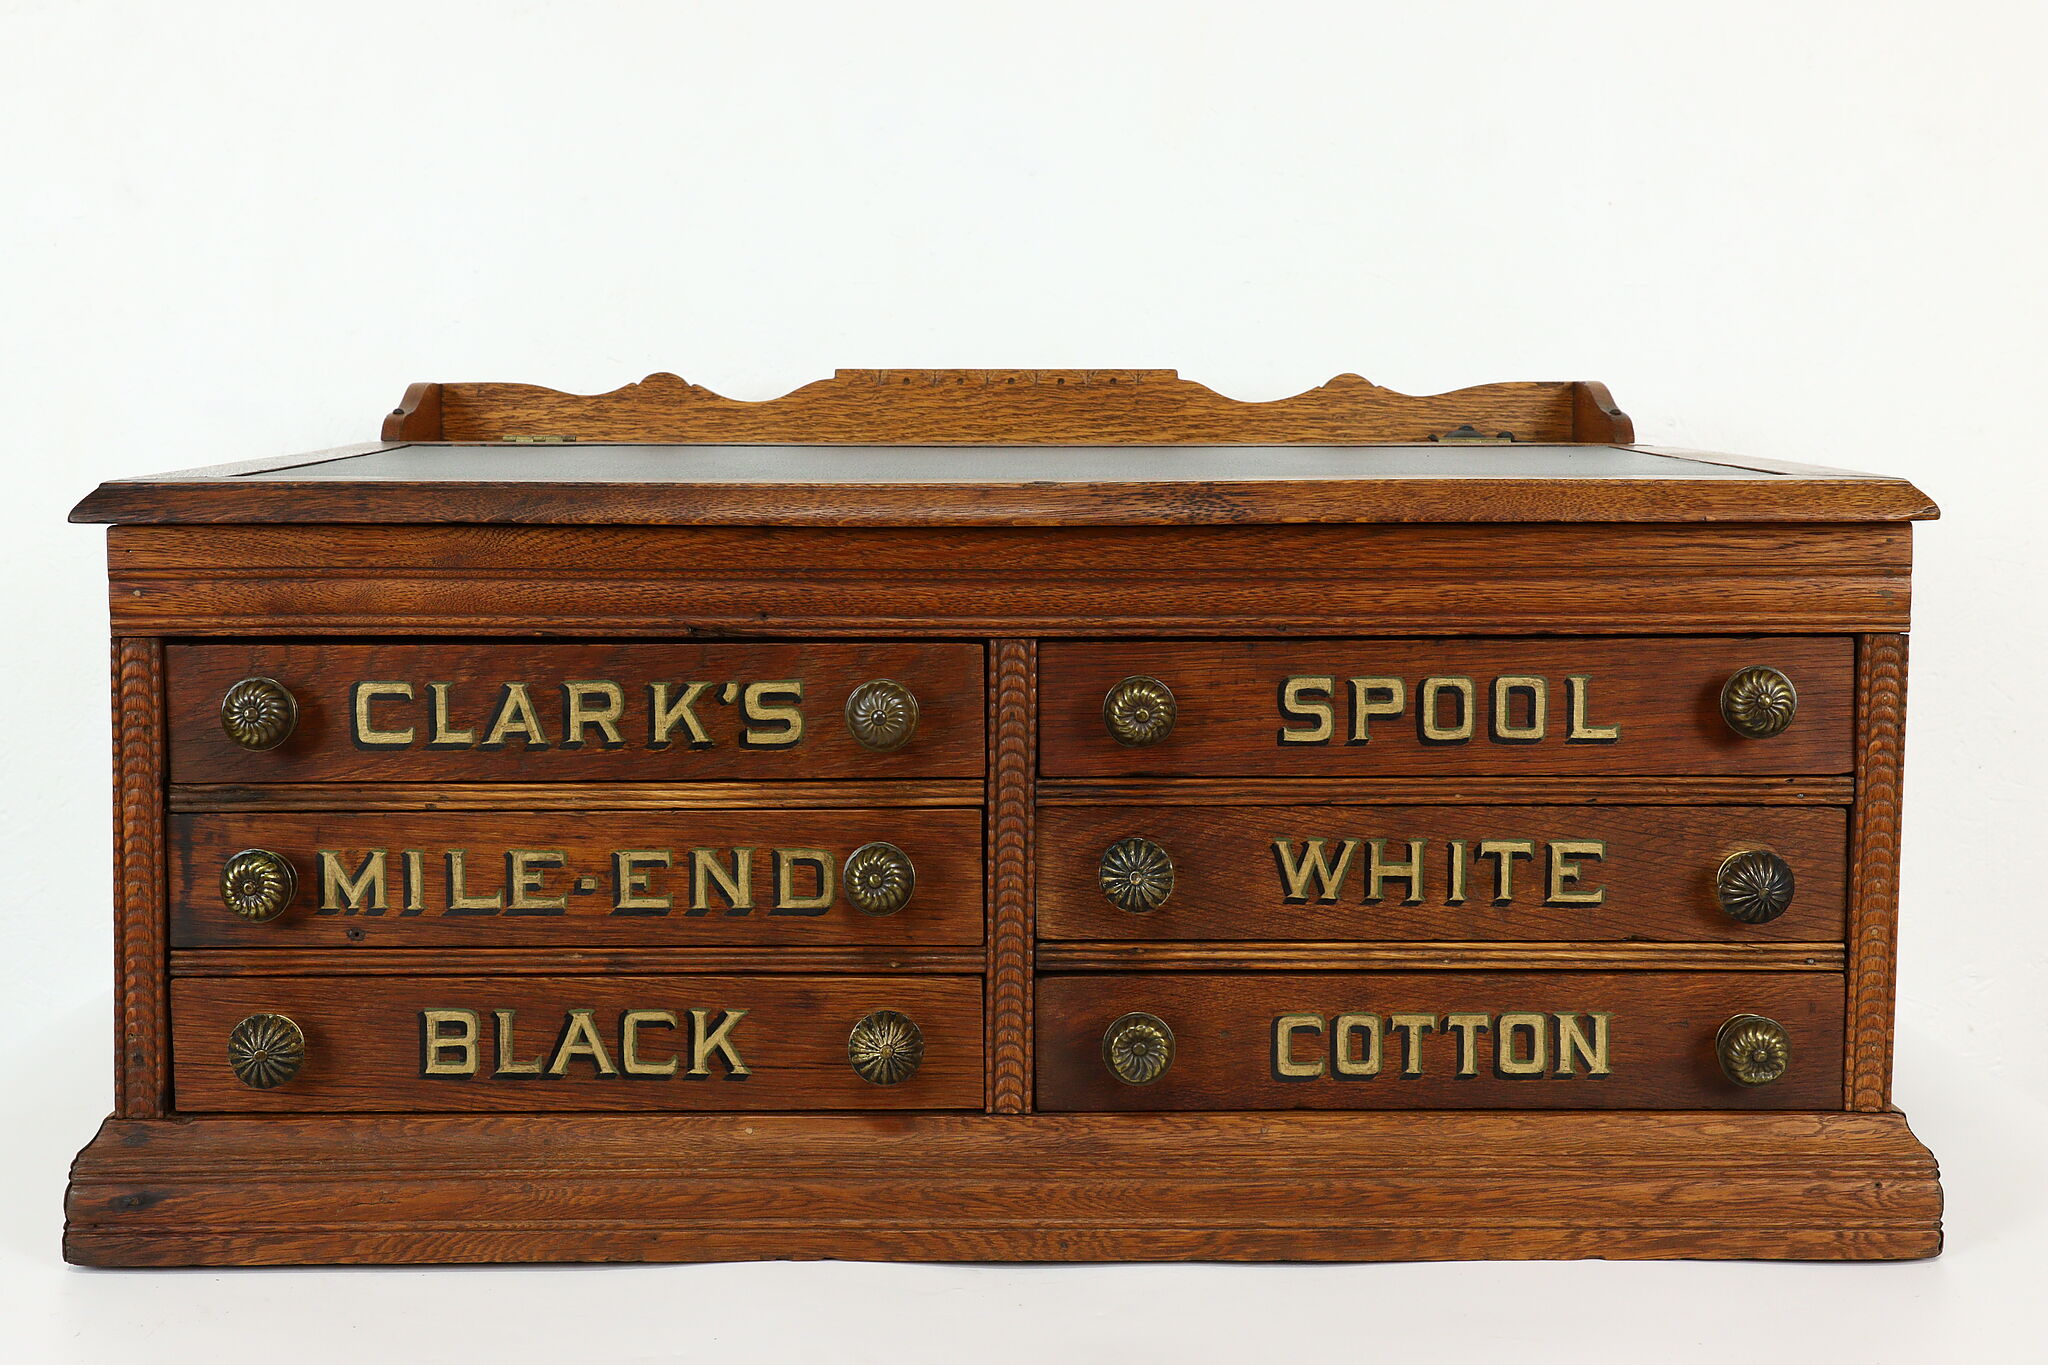 CLARK'S SPOOL
MILE-END WHITE
BLACK COTTON